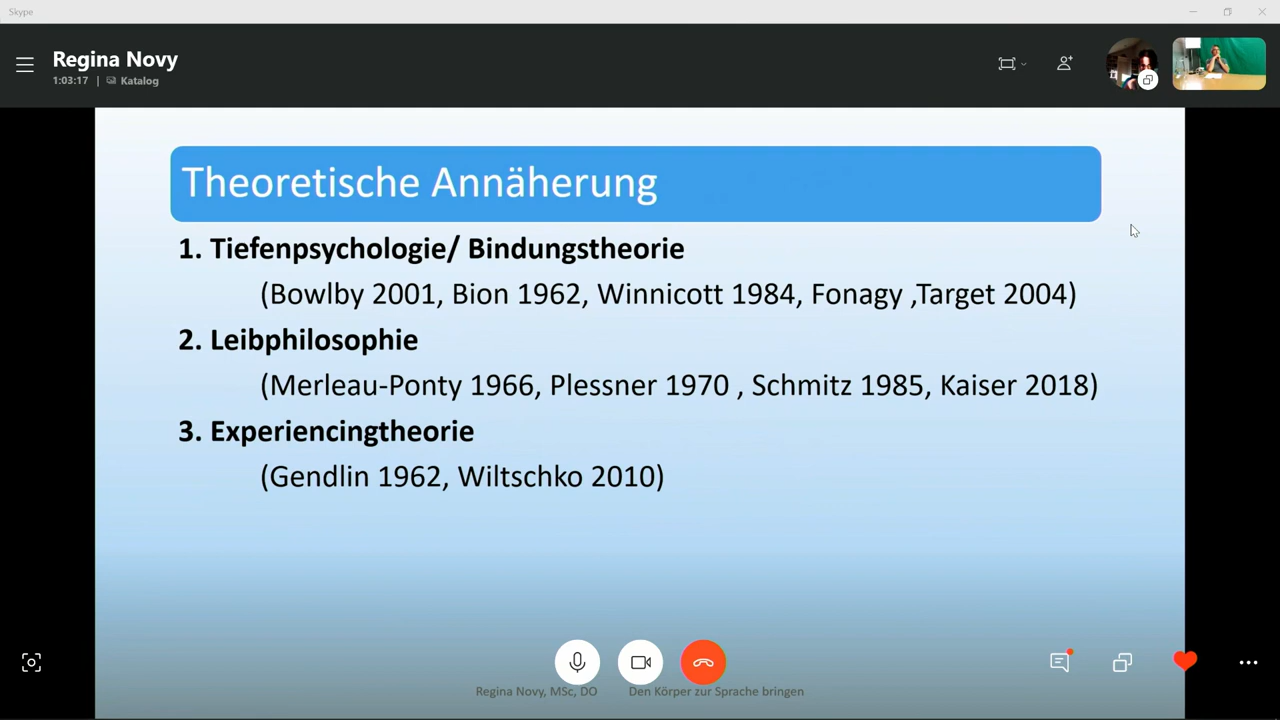 Skype
Regina Novy
1:03:17 | Katalog
Theoretische Annäherung
1. Tiefenpsychologie/ Bindungstheorie
(Bowlby 2001, Bion 1962, Winnicott 1984, Fonagy ,Target 2004)
2. Leibphilosophie
(Merleau-Ponty 1966, Plessner 1970 , Schmitz 1985, Kaiser 2018)
3. Experiencingtheorie
(Gendlin 1962, Wiltschko 2010)
Regina Novy, MSc, DO Den Körper zur Sprache bringen